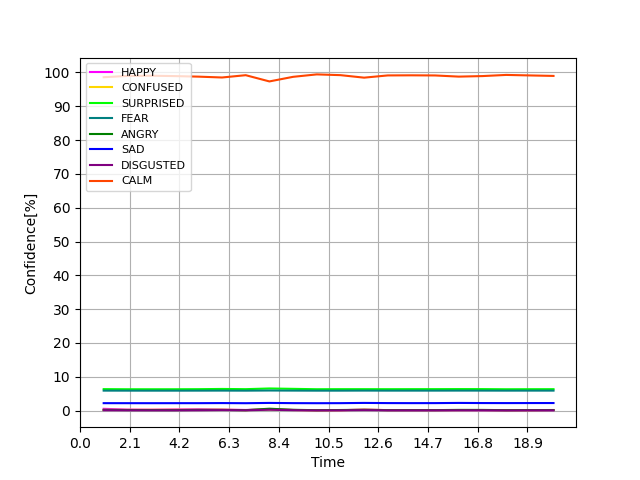 100
90
80
70
60
50
40
30
20
10
0
Confidence[%]
HAPPY
CONFUSED
SURPRISED
FEAR
ANGRY
SAD
DISGUSTED
CALM
0.0 2.1 4.2 6.3 8.4 10.5 12.6 14.7 16.8 18.9
Time